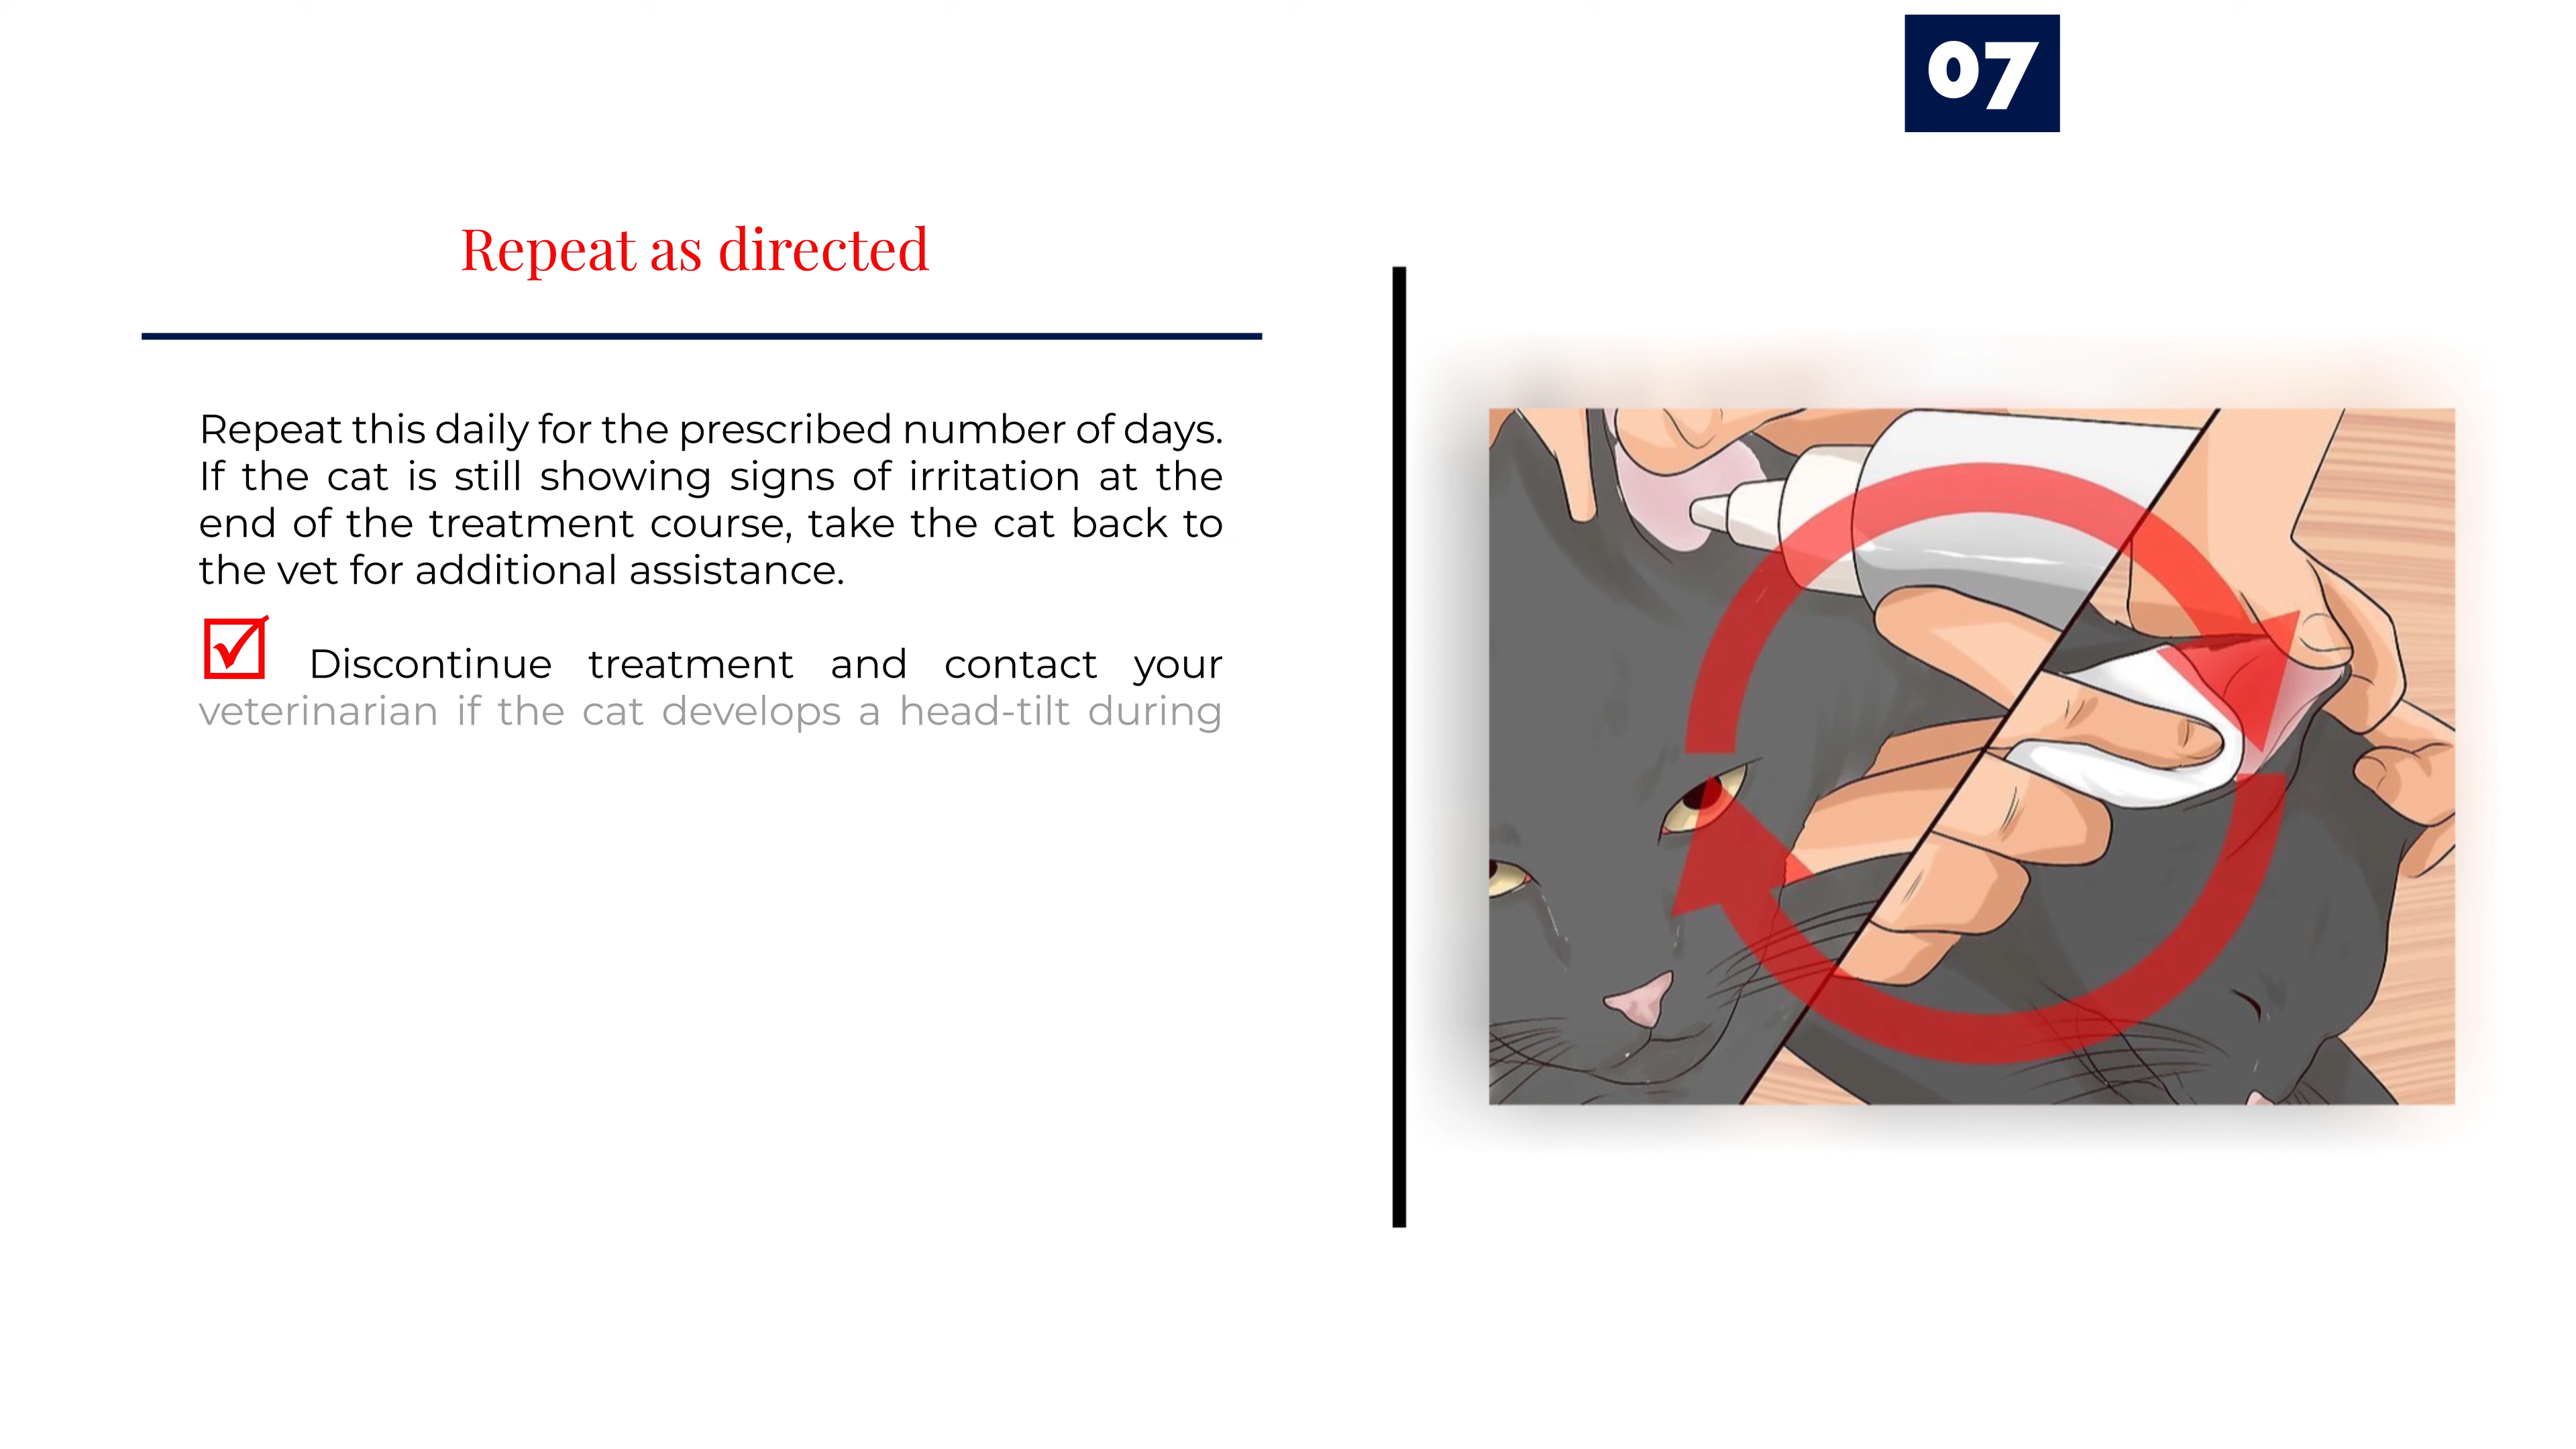 07
Repeat as directed
Repeat this daily for the prescribed number of days.
If the cat is still showing signs of irritation at the
end of the treatment course, take the cat back to
the vet for additional assistance.
Discontinue treatment and contact your
veterinarian if the cat develops a head-tilt during